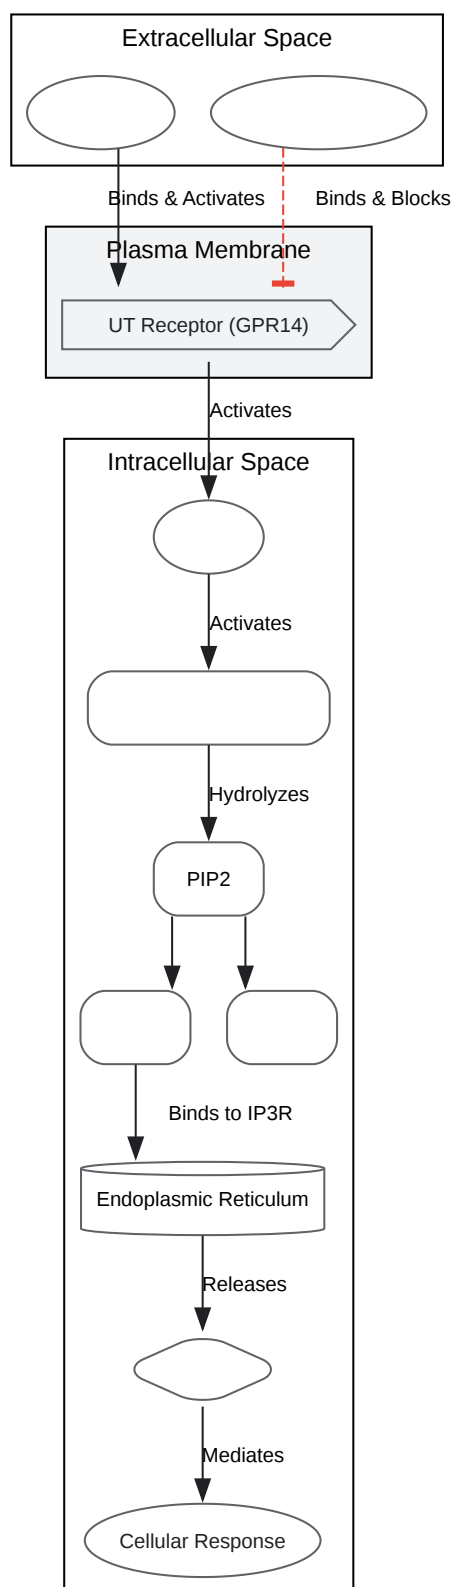 Extracellular Space
Binds & Activates
Binds & Blocks
Plasma Membrane
UT Receptor (GPR14)
Activates
Intracellular Space
Activates
Hydrolyzes
PIP2
Binds to IP3R
Endoplasmic Reticulum
Releases
Mediates
Cellular Response